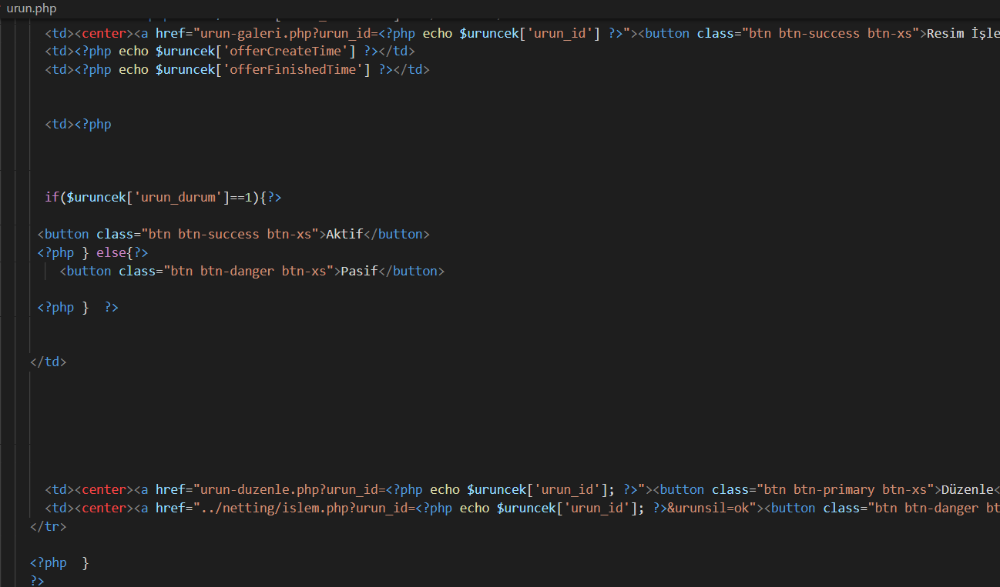 urun.php
<td><center><a href="urun-galeri.php?urun_id=<?php echo $uruncek['urun_id'] ?>"><button class="btn btn-success btn-xs">Resim İşle
<td><?php echo $uruncek['offerCreateTime'] ?></td>
<td><?php echo $uruncek['offerFinishedTime'] ?></td>
<td><?php
if($uruncek['urun_durum']==1){?>
<button class="btn btn-success btn-xs">Aktif</button>
<?php } else{?>
<button class="btn btn-danger btn-xs">Pasif</button>
<?php }  ?>
</td>
<td><center><a href="urun-duzenle.php?urun_id=<?php echo $uruncek['urun_id']; ?>"><button class="btn btn-primary btn-xs">Düzenle<
<td><center><a href="../netting/islem.php?urun_id=<?php echo $uruncek['urun_id']; ?>&urunsil=ok"><button class="btn btn-danger bt
</tr>
<?php  }
?>